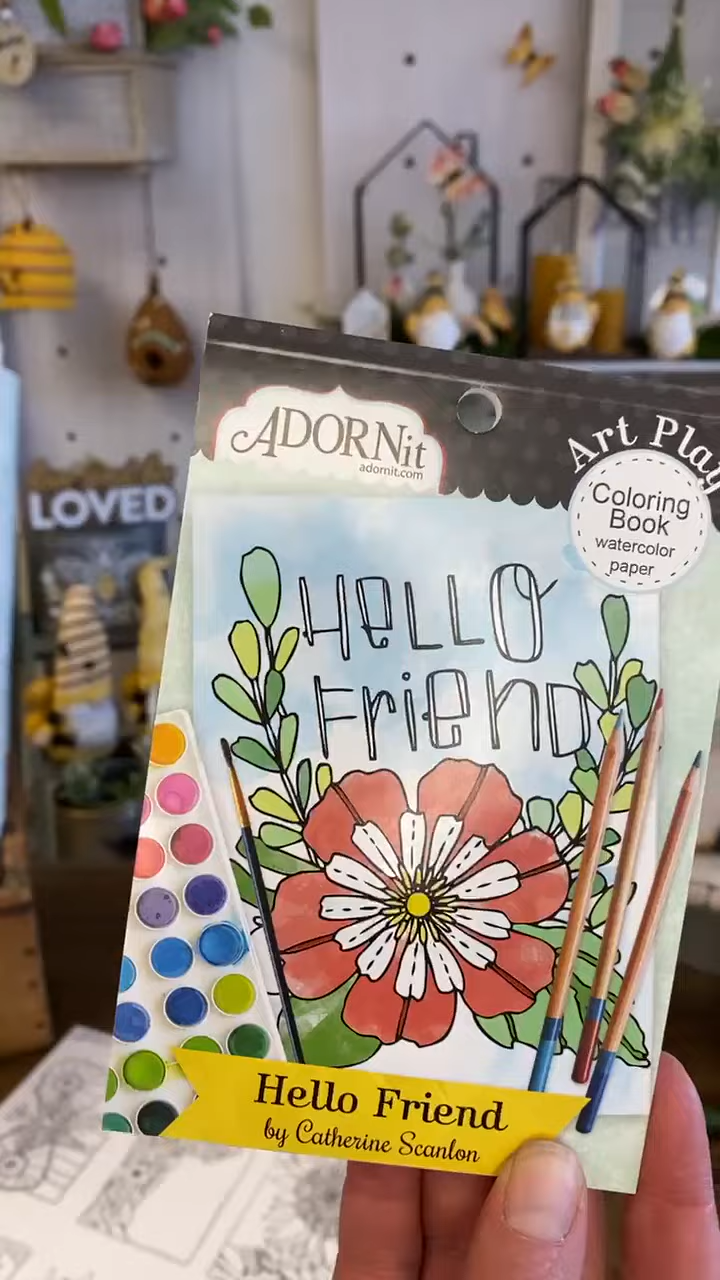 LOVED
ADORNit
adornit.com
Art Play
Coloring
Book
watercolor
paper
HELLO
Friend
Hello Friend
by Catherine Scanlon